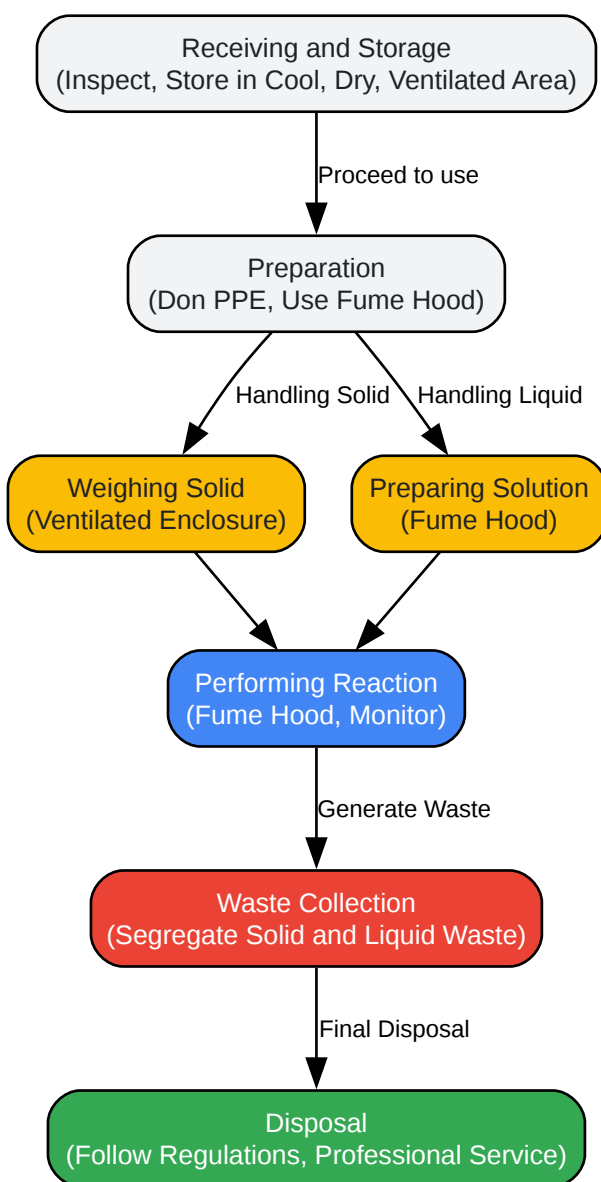 Receiving and Storage
(Inspect, Store in Cool, Dry, Ventilated Area)
Proceed to use
Preparation
(Don PPE, Use Fume Hood)
Handling Solid
Handling Liquid
Weighing Solid
(Ventilated Enclosure)
Preparing Solution
(Fume Hood)
Performing Reaction
(Fume Hood, Monitor)
Generate Waste
Waste Collection
(Segregate Solid and Liquid Waste)
Final Disposal
Disposal
(Follow Regulations, Professional Service)